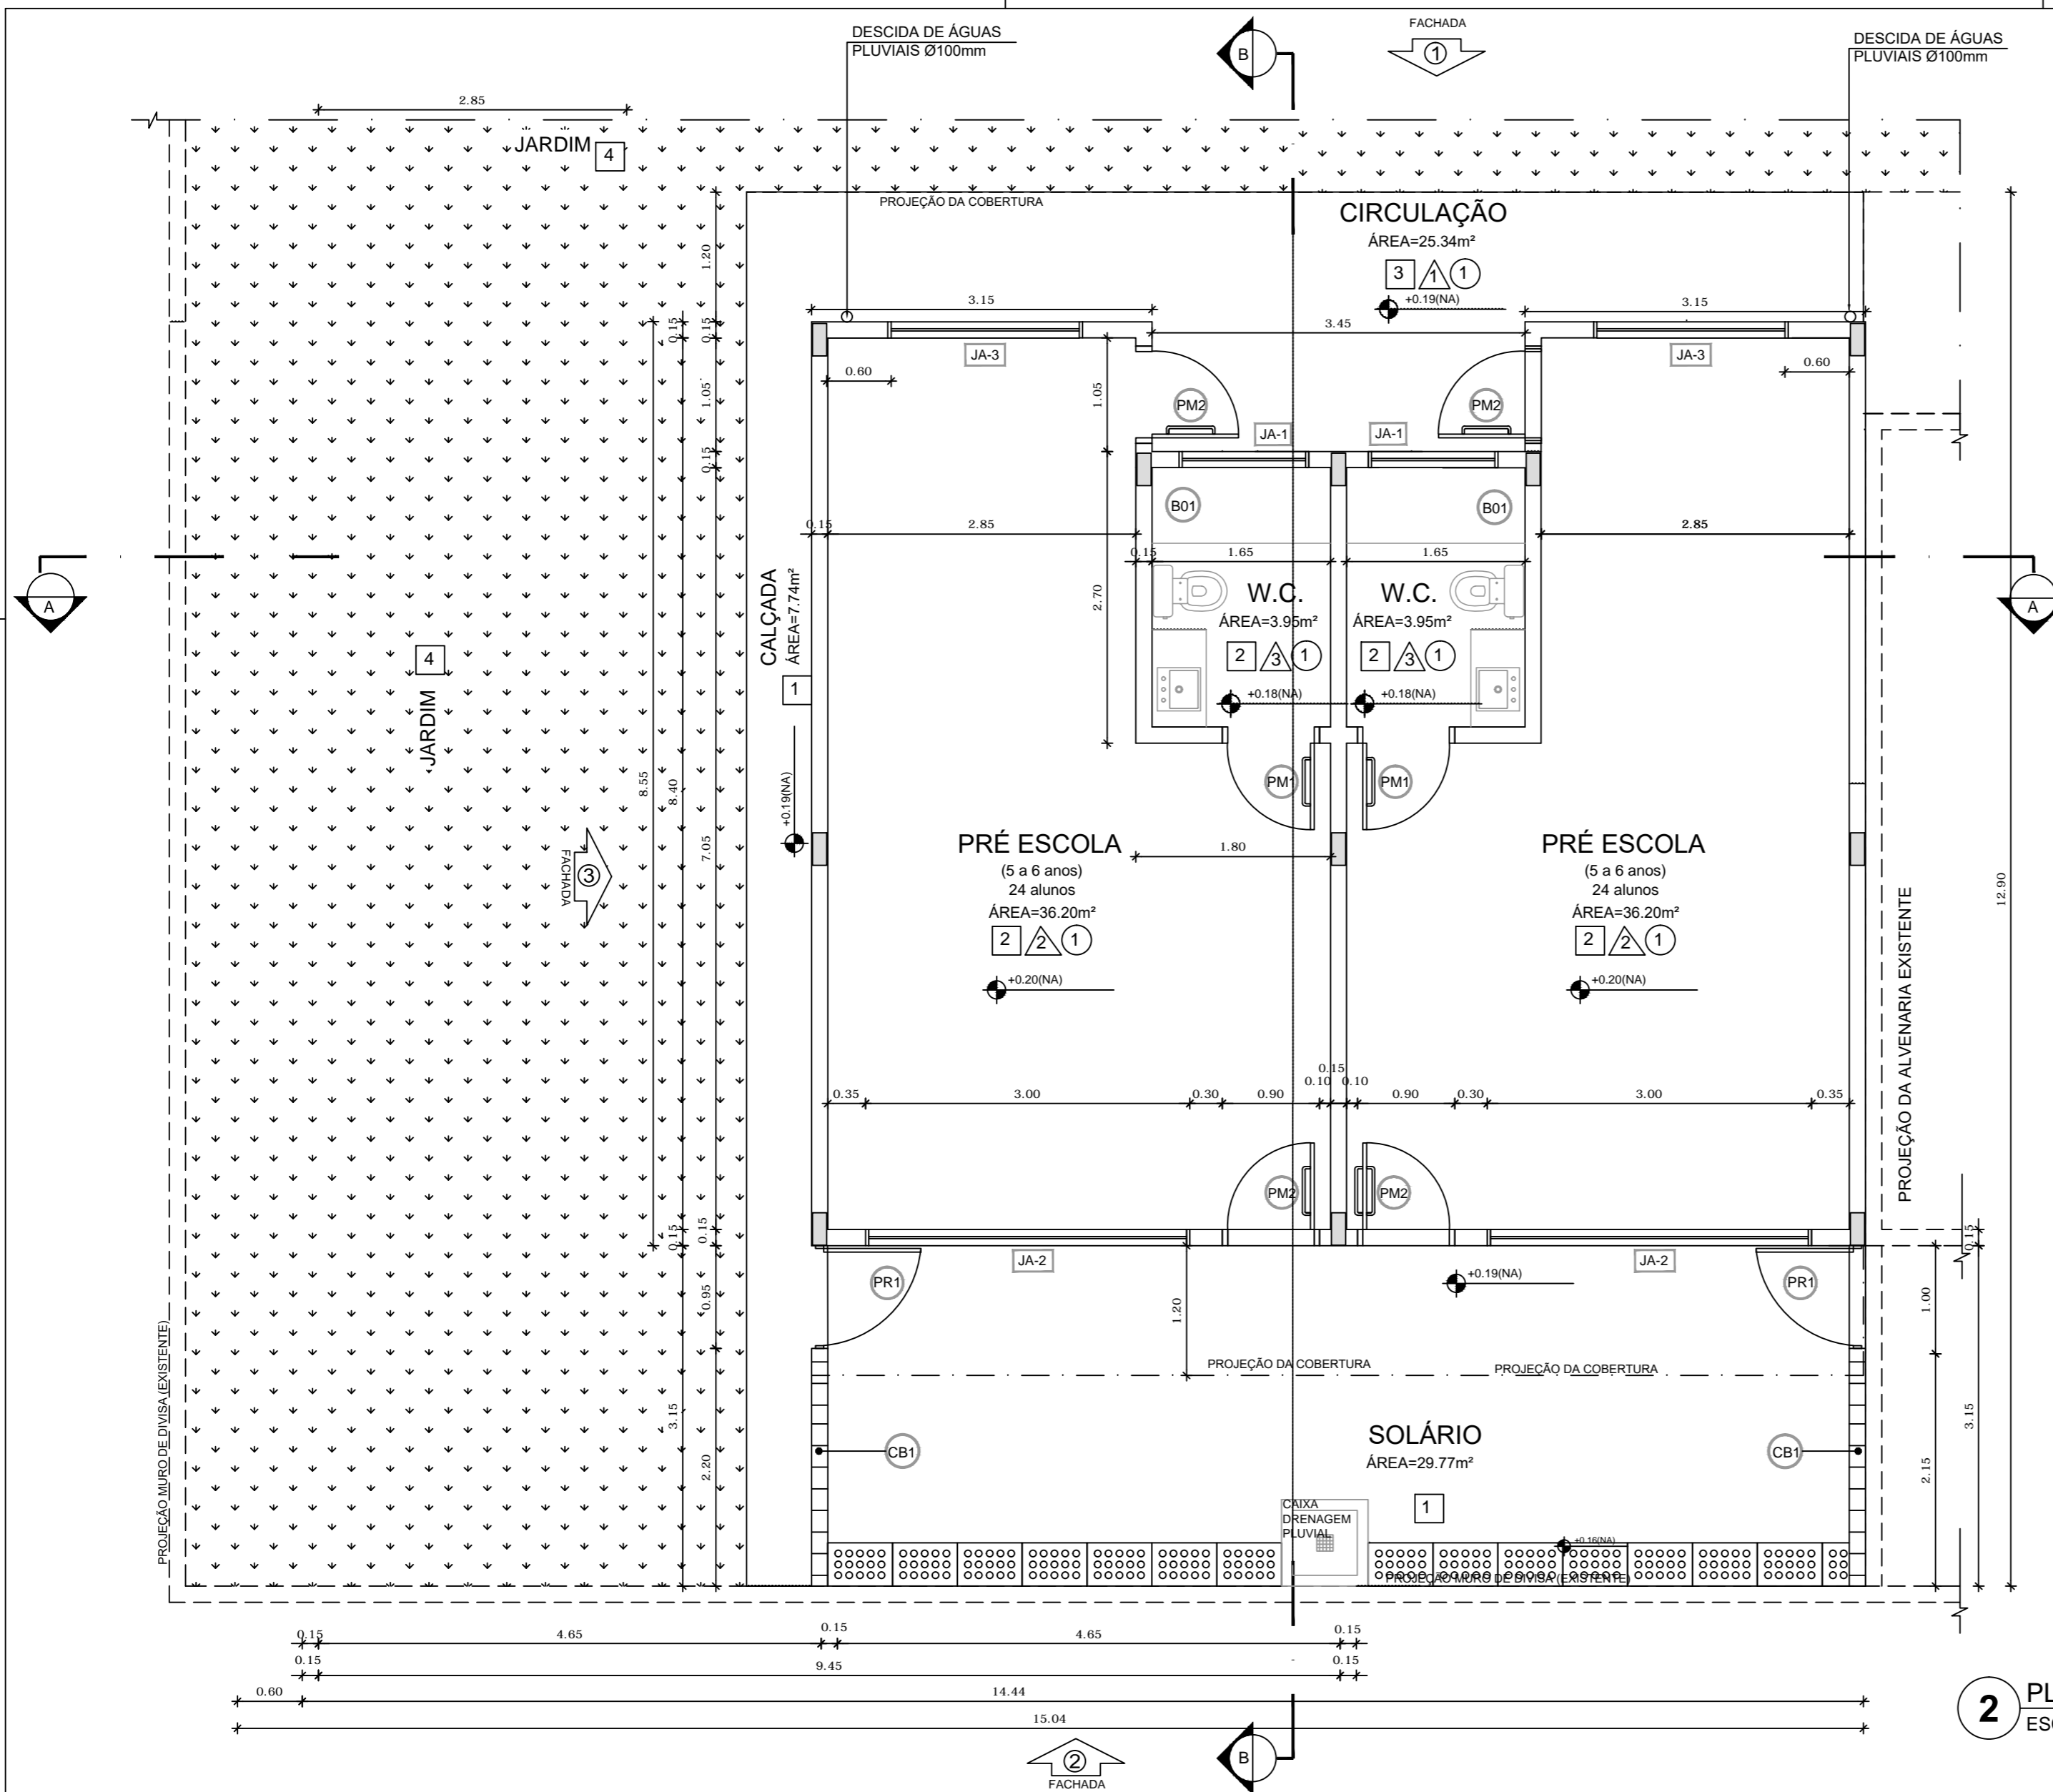 DESCIDA DE ÁGUAS
PLUVIAIS Ø100mm
B
FACHADA
1
DESCIDA DE ÁGUAS
PLUVIAIS Ø100mm
2.85
JARDIM
4
PROJEÇÃO DA COBERTURA
CIRCULAÇÃO
ÁREA=25.34m²
3 1 1
+0.19(NA)
1.20
3.15
3.45
3.15
0.15
0.15
JA-3
JA-3
0.60
0.60
1.05
1.05
PM2
PM2
JA-1
JA-1
0.15
B01
B01
0.15
2.85
2.85
0.15
1.65
1.65
A
A
CALÇADA
ÁREA=7.74m²
1
2.70
W.C.
ÁREA=3.95m²
2 3 1
+0.18(NA)
W.C.
ÁREA=3.95m²
2 3 1
+0.18(NA)
4
JARDIM
8.55
8.40
7.05
+0.19(NA)
PM1
PM1
FACHADA
3
PRÉ ESCOLA
(5 a 6 anos)
24 alunos
ÁREA=36.20m²
2 2 1
+0.20(NA)
1.80
PRÉ ESCOLA
(5 a 6 anos)
24 alunos
ÁREA=36.20m²
2 2 1
+0.20(NA)
12.90
PROJEÇÃO DA ALVENARIA EXISTENTE
0.35
3.00
0.30
0.90
0.10
0.15
0.10
0.90
0.30
3.00
0.35
PM2
PM2
0.15
0.15
0.15
JA-2
JA-2
+0.19(NA)
PR1
PR1
0.95
1.20
1.00
PROJEÇÃO DA COBERTURA
PROJEÇÃO DA COBERTURA
PROJEÇÃO MURO DE DIVISA (EXISTENTE)
3.15
2.20
3.15
2.15
CB1
CB1
SOLÁRIO
ÁREA=29.77m²
1
CAIXA
DRENAGEM
PLUVIAL
+0.16(NA)
PROJEÇÃO MURO DE DIVISA (EXISTENTE)
0.15
4.65
0.15
4.65
0.15
0.15
9.45
0.15
0.60
14.44
15.04
2
FACHADA
B
2